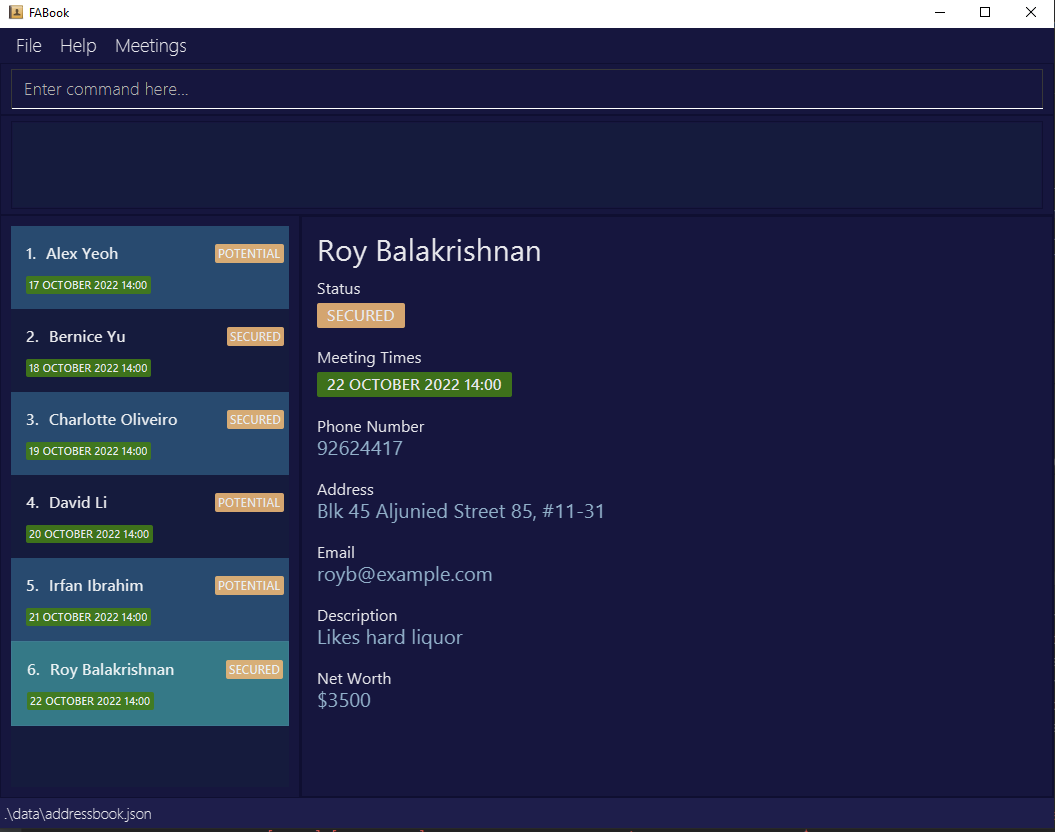 FABook
File Help Meetings
Enter command here...
1. Alex Yeoh POTENTIAL
17 OCTOBER 2022 14:00
2. Bernice Yu SECURED
18 OCTOBER 2022 14:00
3. Charlotte Oliveiro SECURED
19 OCTOBER 2022 14:00
4. David Li POTENTIAL
20 OCTOBER 2022 14:00
5. Irfan Ibrahim POTENTIAL
21 OCTOBER 2022 14:00
6. Roy Balakrishnan SECURED
22 OCTOBER 2022 14:00
Roy Balakrishnan
Status
SECURED
Meeting Times
22 OCTOBER 2022 14:00
Phone Number
92624417
Address
Blk 45 Aljunied Street 85, #11-31
Email
royb@example.com
Description
Likes hard liquor
Net Worth
$3500
.\data\addressbook.json